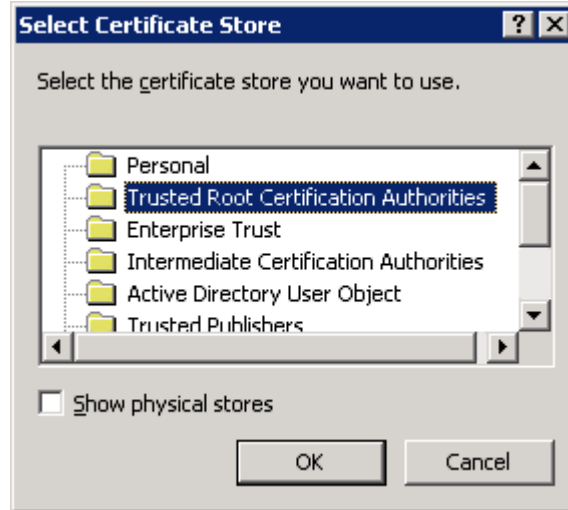 Select Certificate Store
Select the certificate store you want to use.
Personal
Trusted Root Certification Authorities
Enterprise Trust
Intermediate Certification Authorities
Active Directory User Object
Trusted Publishers
Show physical stores
OK
Cancel